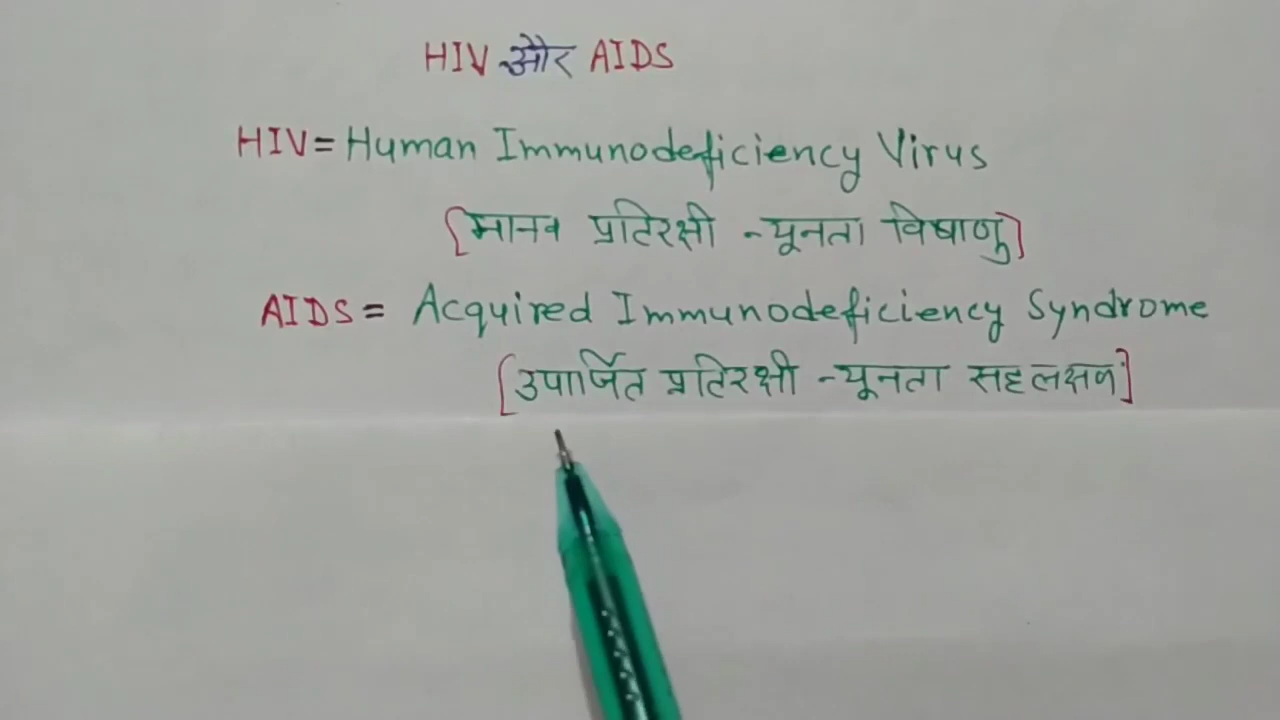 HIV और AIDS
HIV = Human Immunodeficiency Virus
[मानव प्रतिरक्षी न्यूनता विषाणु]
AIDS = Acquired Immunodeficiency Syndrome
[उपार्जित प्रतिरक्षी न्यूनता सहलक्षण]